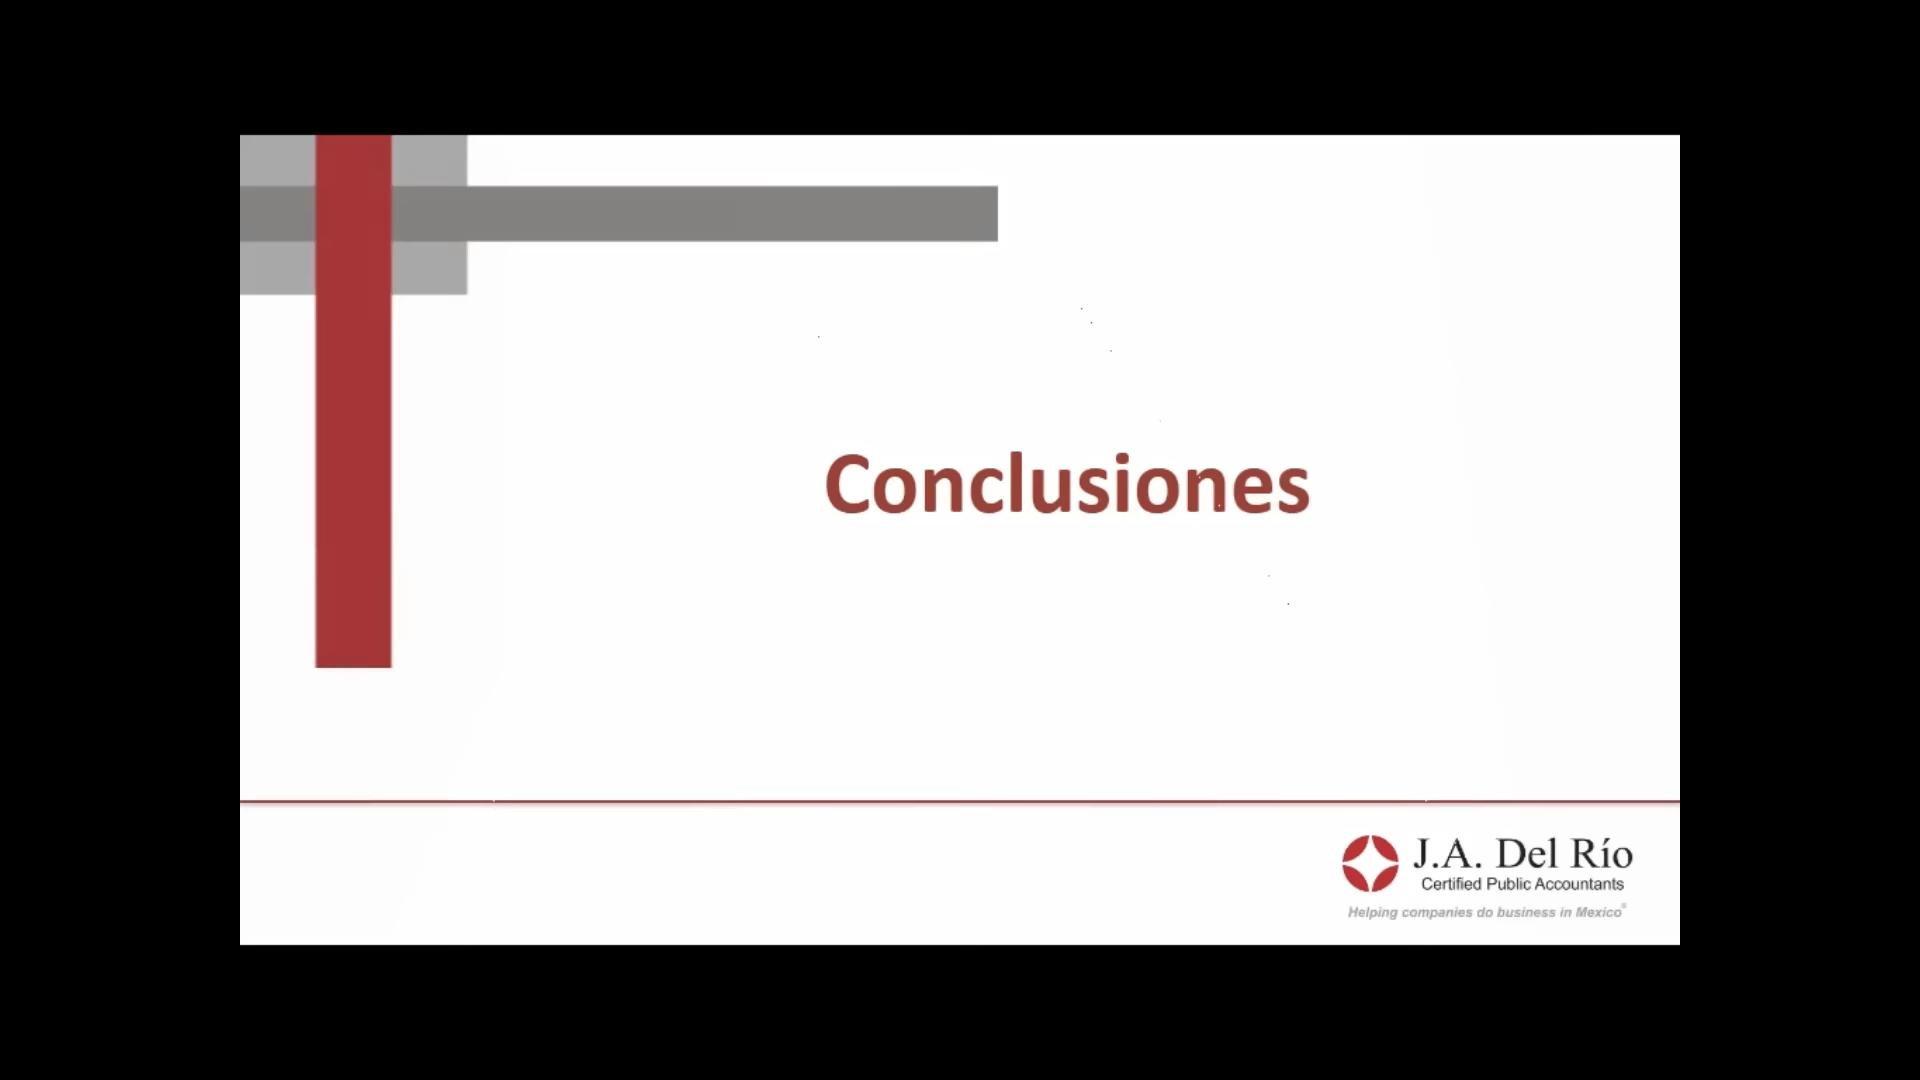 Conclusiones
J.A. Del Río
Certified Public Accountants
Helping companies do business in Mexico®